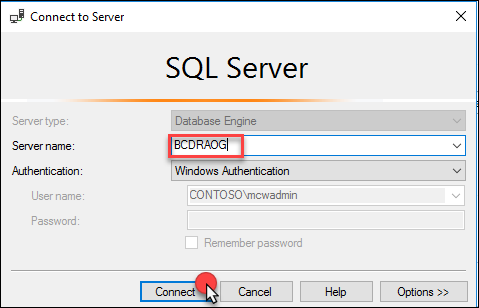 Connect to Server
SQL Server
Server type: Database Engine
Server name: BCDRAOG
Authentication: Windows Authentication
User name: CONTOSO\mcwadmin
Password:
Remember password
Connect Cancel Help Options >>